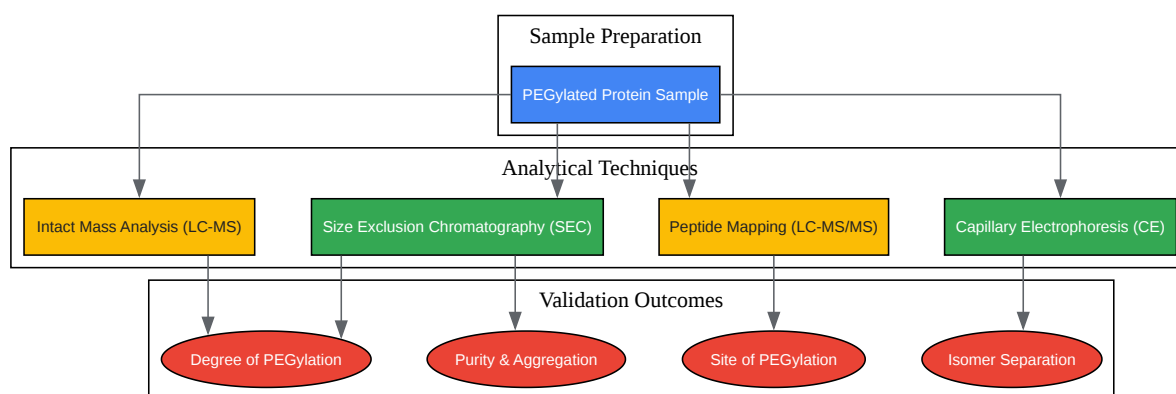 Sample Preparation
PEGylated Protein Sample
Analytical Techniques
Intact Mass Analysis (LC-MS)
Size Exclusion Chromatography (SEC)
Peptide Mapping (LC-MS/MS)
Capillary Electrophoresis (CE)
Validation Outcomes
Degree of PEGylation
Purity & Aggregation
Site of PEGylation
Isomer Separation